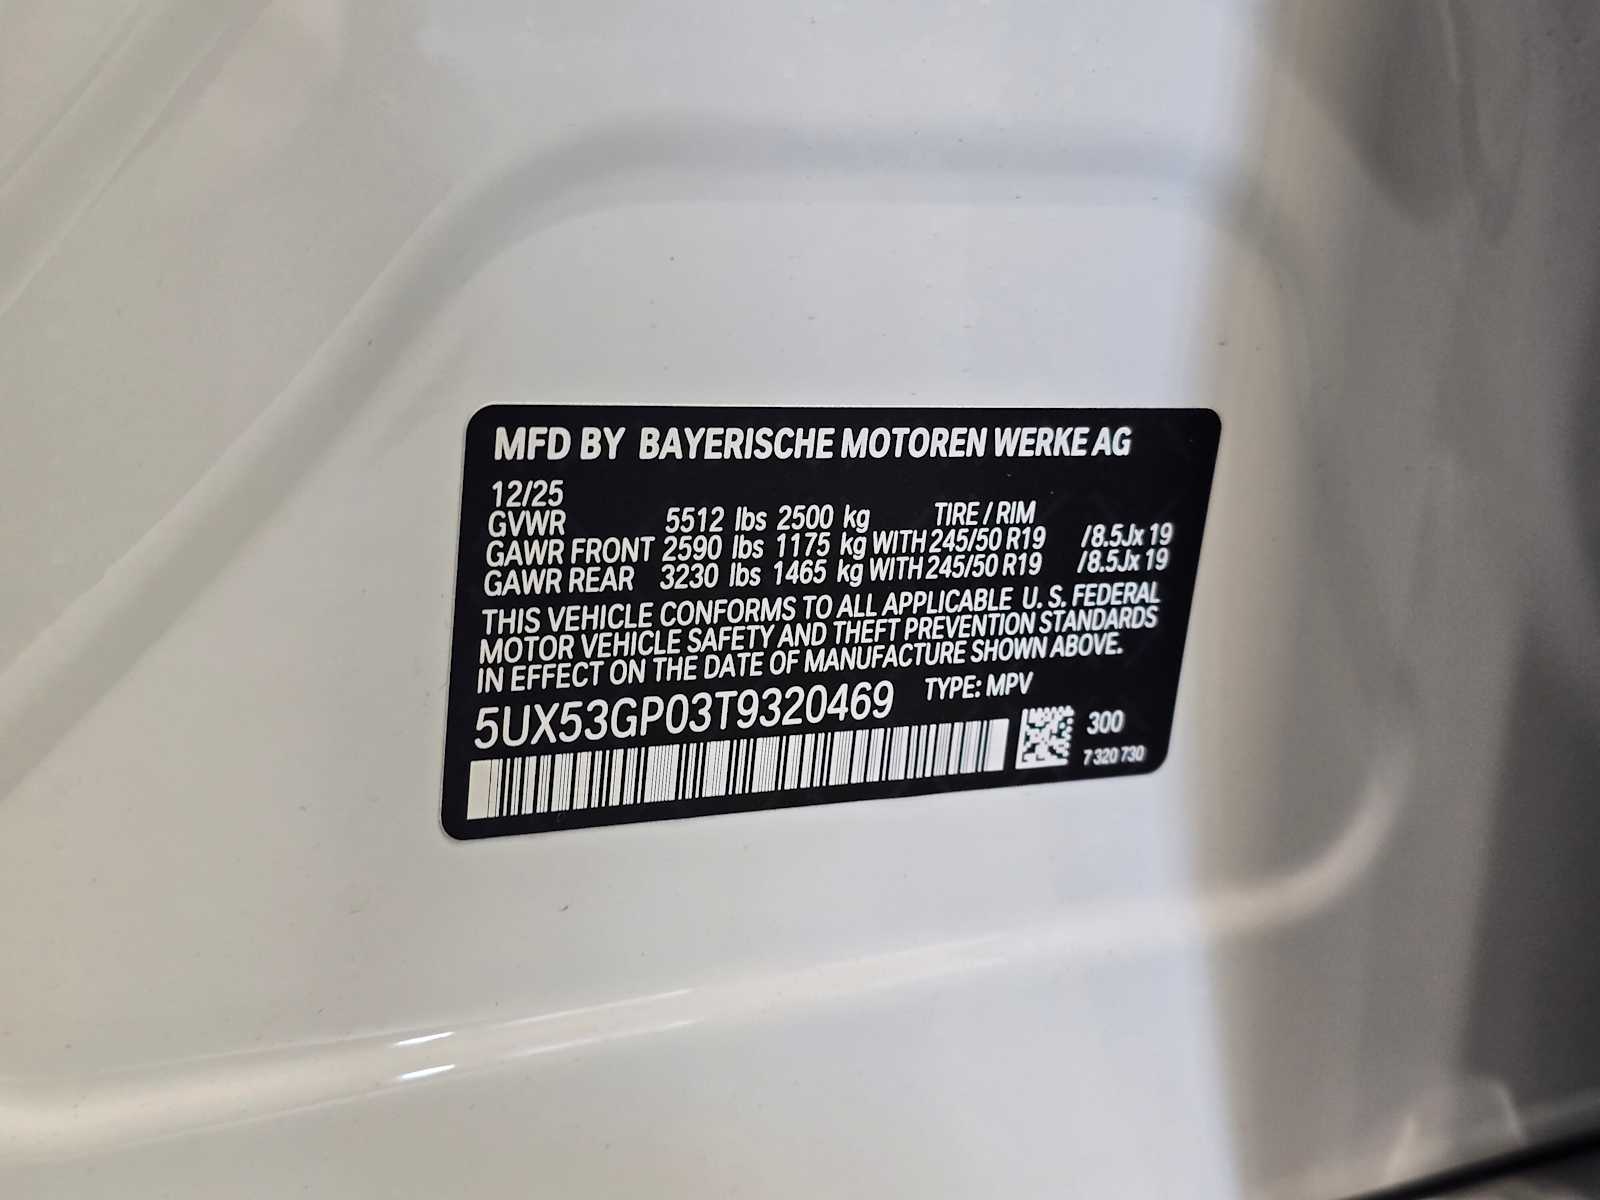 MFD BY BAYERISCHE MOTOREN WERKE AG
12/25
GVWR 5512 lbs 2500 kg TIRE / RIM
GAWR FRONT 2590 lbs 1175 kg WITH 245/50 R19 /8.5Jx 19
GAWR REAR 3230 lbs 1465 kg WITH 245/50 R19 /8.5Jx 19
THIS VEHICLE CONFORMS TO ALL APPLICABLE U. S. FEDERAL
MOTOR VEHICLE SAFETY AND THEFT PREVENTION STANDARDS
IN EFFECT ON THE DATE OF MANUFACTURE SHOWN ABOVE.
5UX53GP03T9320469 TYPE: MPV
300
7 320 730